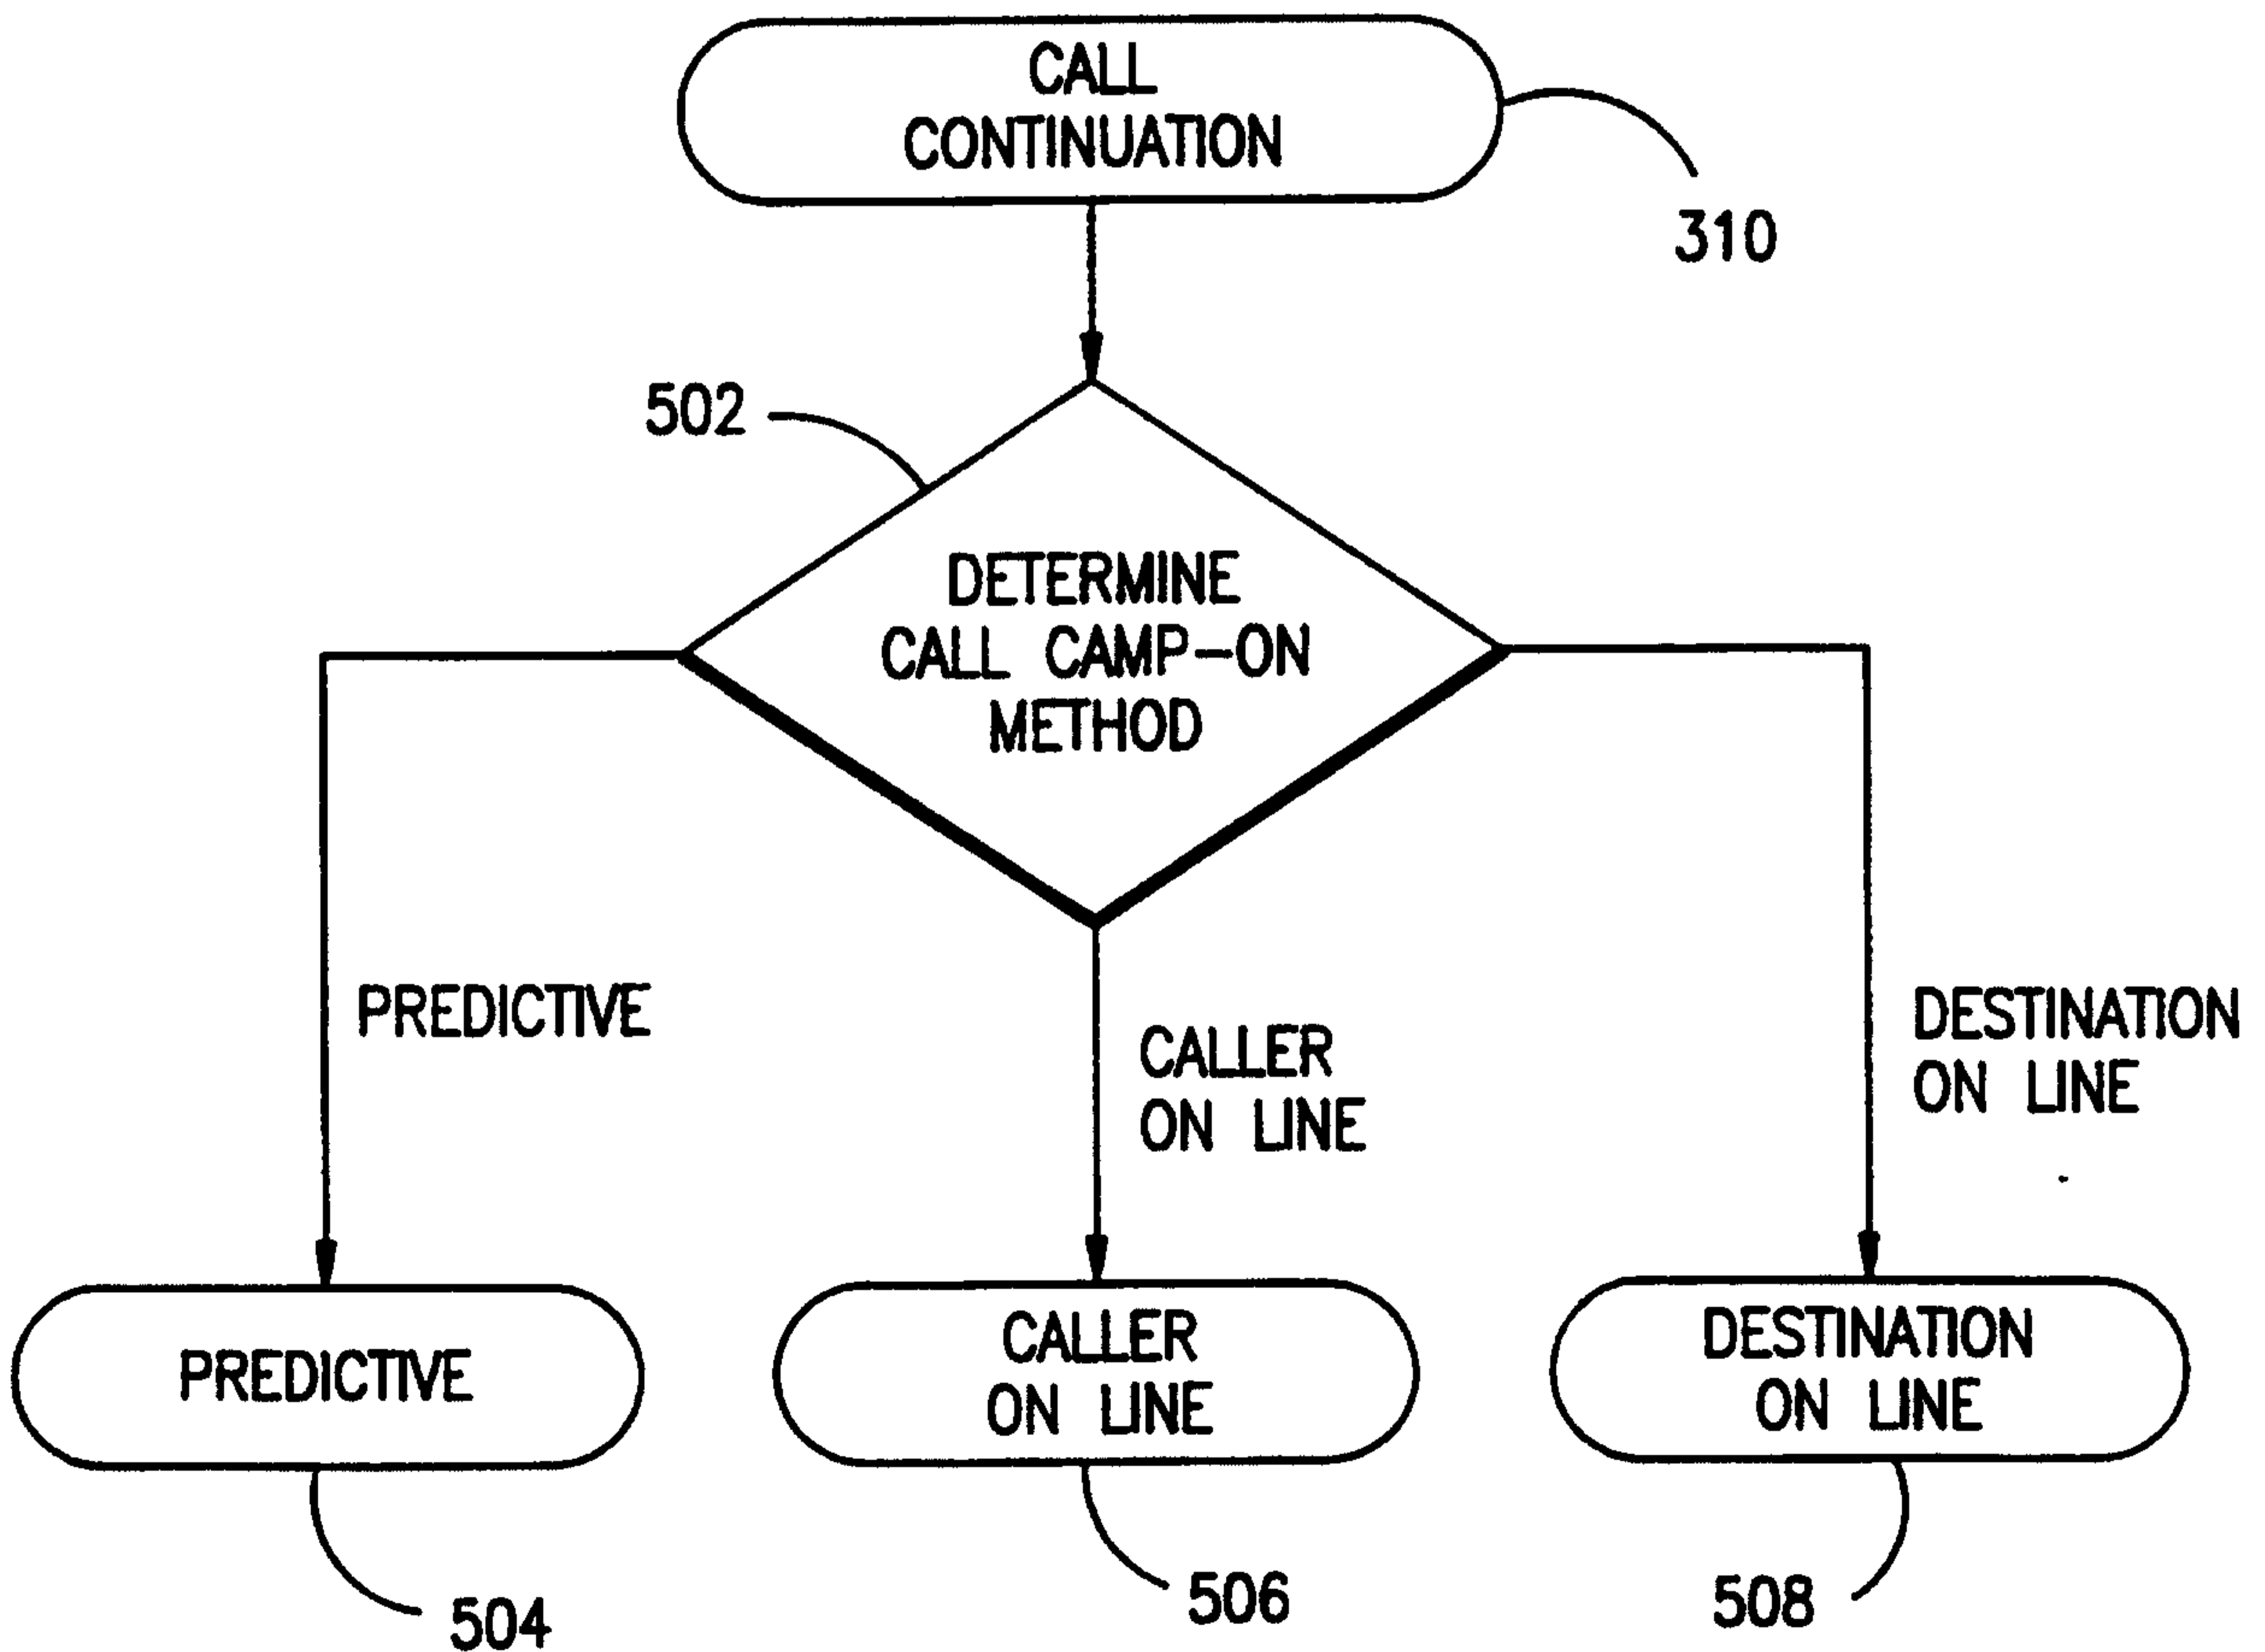 CALL
CONTINUATION
310
502
DETERMINE
CALL CAMP-ON
METHOD
PREDICTIVE
CALLER
ON LINE
DESTINATION
ON LINE
PREDICTIVE
CALLER
ON LINE
DESTINATION
ON LINE
504
506
508